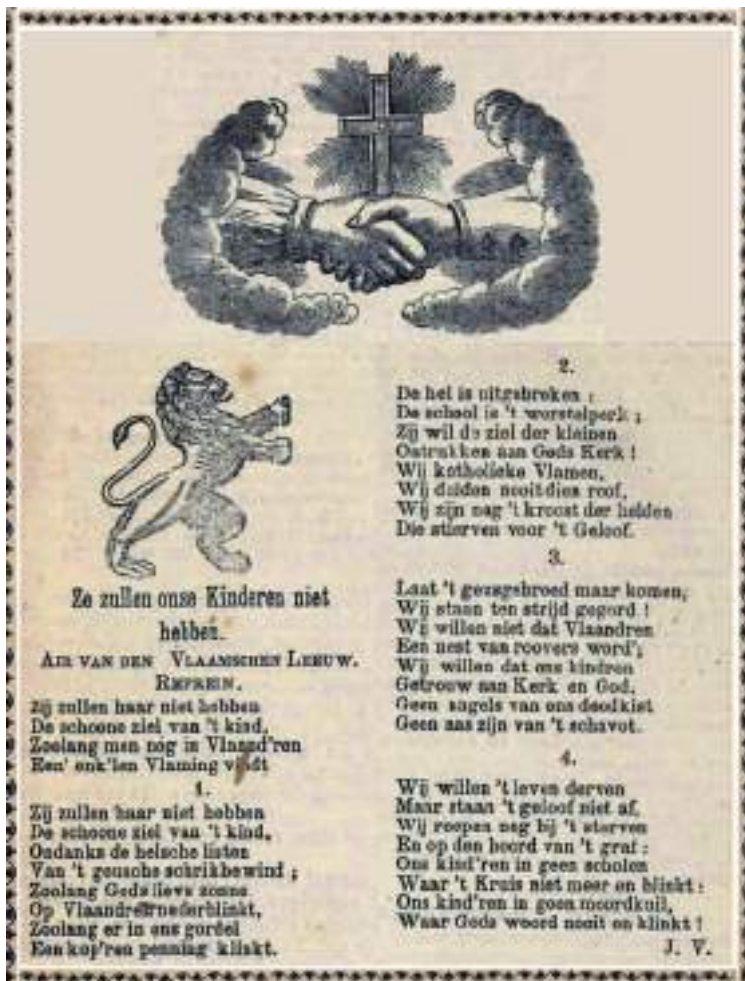 Ze zullen onze Kinderen niet
hebben.
AIR VAN DEN VLAAMSCHEN LEEUW.
REFREIN.
Zij zullen haar niet hebben
De schoone ziel van 't kind,
Zoolang men nog in Vlaand'ren
Een' enk'len Vlaming vindt
1.
Zij zullen haar niet hebben
De schoone ziel van 't kind,
Ondanks de helsche listen
Van 't geusche schrikbewind ;
Zoolang Gods lieve zonne
Op Vlaandren nederblinkt,
Zoolang er in ons gordel
Een kop'ren penning klinkt.
2.
De hel is uitgebroken :
De school is 't worstelperk ;
Zij wil de ziel der kleinen
Ontrukken aan Gods Kerk !
Wij katholieke Vlamen,
Wij dulden nooit dien roof,
Wij zijn nog 't kroost der helden
Die stierven voor 't Geloof.
3.
Laat 't geusgebroed maar komen,
Wij staan ten strijd gegord !
Wij willen niet dat Vlaandren
Een nest van roovers word';
Wij willen dat ons kindren
Getrouw aan Kerk en God,
Geen nagels van ons doodkist
Geen aas zijn van 't schavot.
4.
Wij willen 't leven derven
Maar staan 't geloof niet af,
Wij roepen nog bij 't sterven
En op den boord van 't graf :
Ons kind'ren in geen scholen
Waar 't Kruis niet meer en blinkt :
Ons kind'ren in geen moordkuil,
Waar Gods woord nooit en klinkt !
J. V.